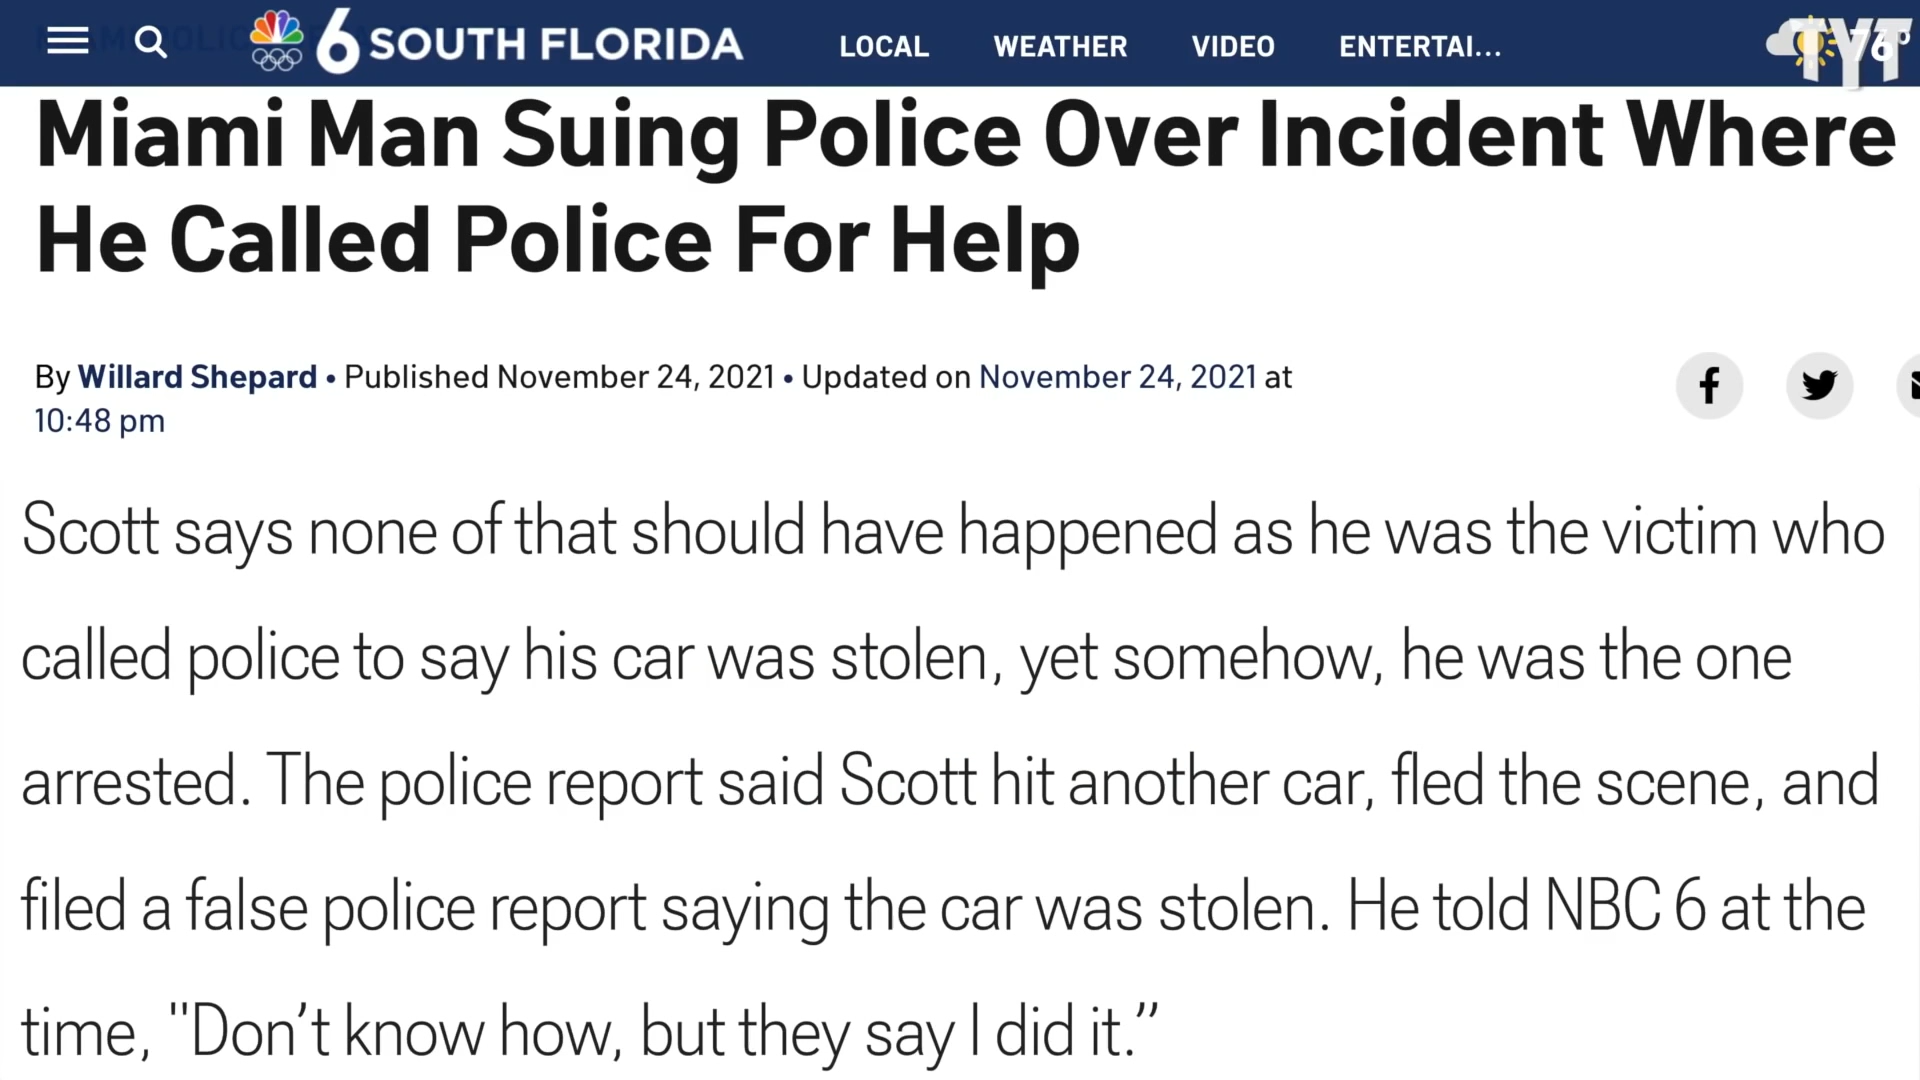 6 SOUTH FLORIDA LOCAL WEATHER VIDEO ENTERTAI... 76° TYT
Miami Man Suing Police Over Incident Where
He Called Police For Help
By Willard Shepard • Published November 24, 2021 • Updated on November 24, 2021 at
10:48 pm
Scott says none of that should have happened as he was the victim who
called police to say his car was stolen, yet somehow, he was the one
arrested. The police report said Scott hit another car, fled the scene, and
filed a false police report saying the car was stolen. He told NBC 6 at the
time, "Don’t know how, but they say I did it.”